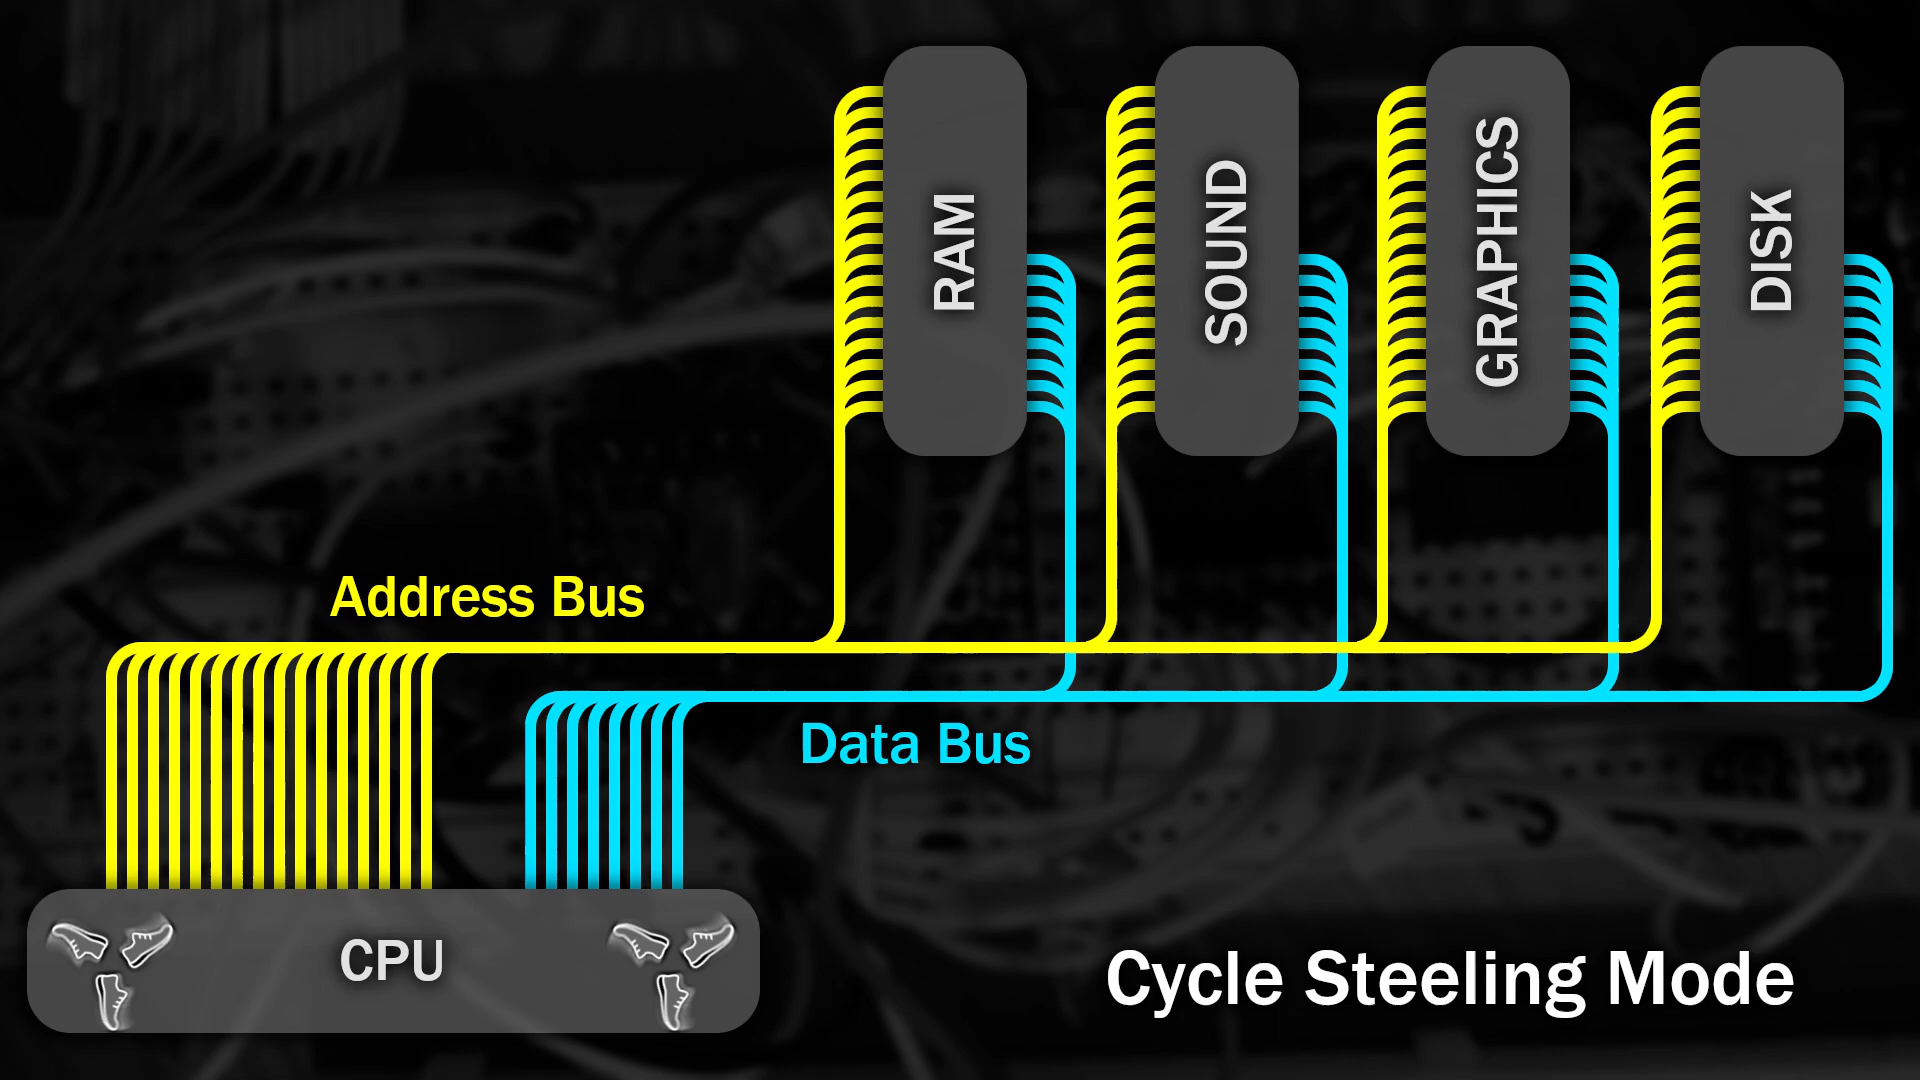 RAM
SOUND
GRAPHICS
DISK
Address Bus
Data Bus
CPU
Cycle Steeling Mode